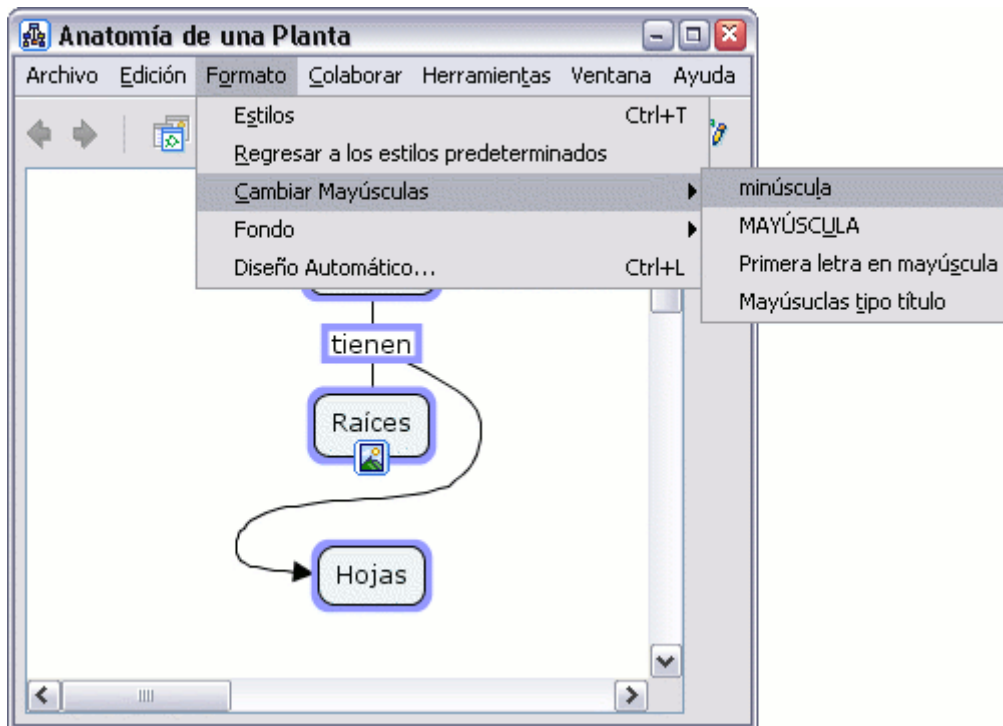 Anatomía de una Planta
Archivo Edición Formato Colaborar Herramientas Ventana Ayuda
Estilos Ctrl+T
Regresar a los estilos predeterminados
Cambiar Mayúsculas
Fondo
Diseño Automático... Ctrl+L
minúscula
MAYÚSCULA
Primera letra en mayúscula
Mayúsuclas tipo título
tienen
Raíces
Hojas